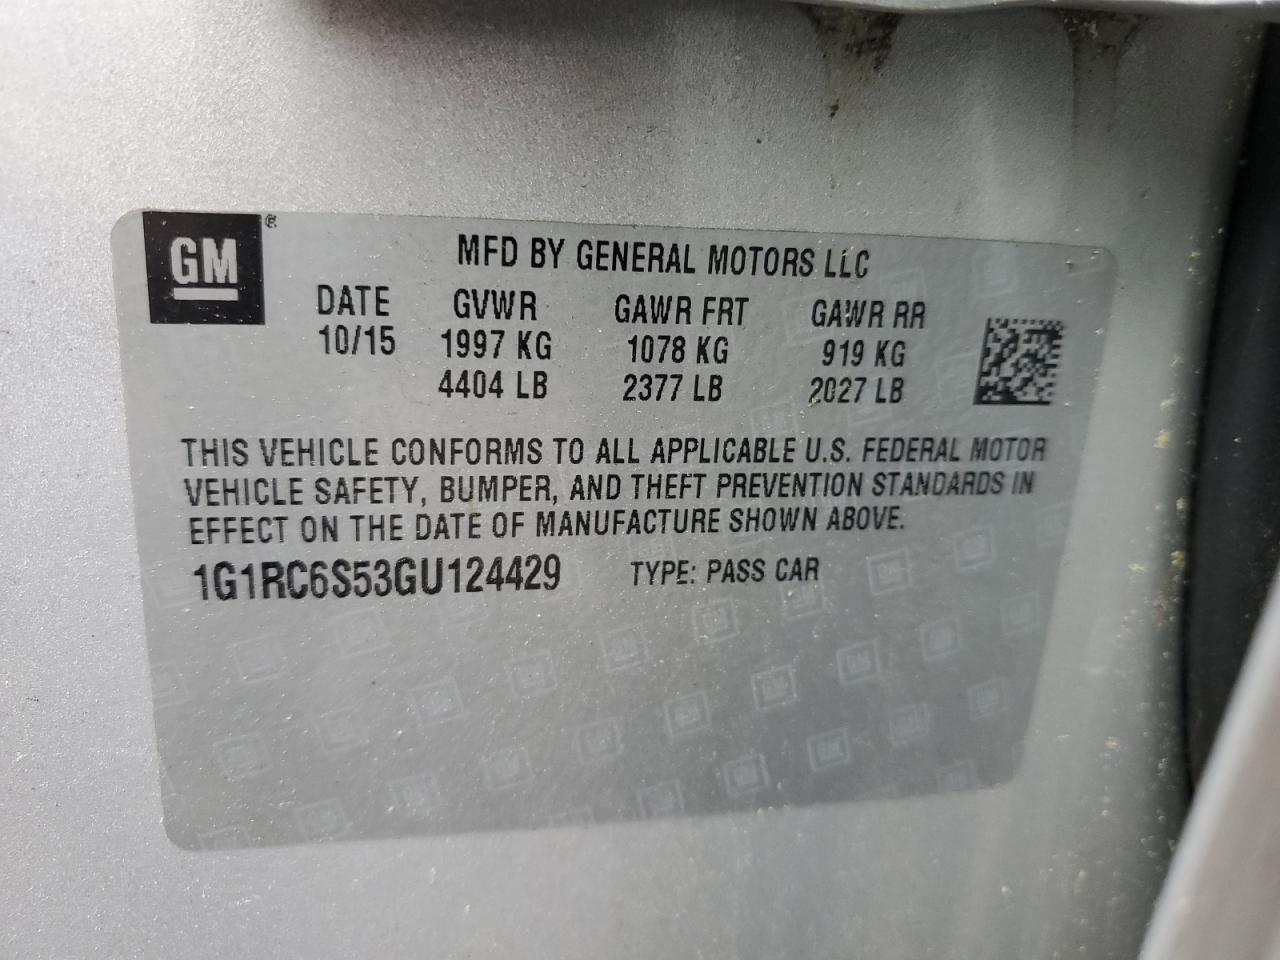 GM ®
MFD BY GENERAL MOTORS LLC
DATE GVWR GAWR FRT GAWR RR
10/15 1997 KG 1078 KG 919 KG
4404 LB 2377 LB 2027 LB
THIS VEHICLE CONFORMS TO ALL APPLICABLE U.S. FEDERAL MOTOR
VEHICLE SAFETY, BUMPER, AND THEFT PREVENTION STANDARDS IN
EFFECT ON THE DATE OF MANUFACTURE SHOWN ABOVE.
1G1RC6S53GU124429 TYPE: PASS CAR